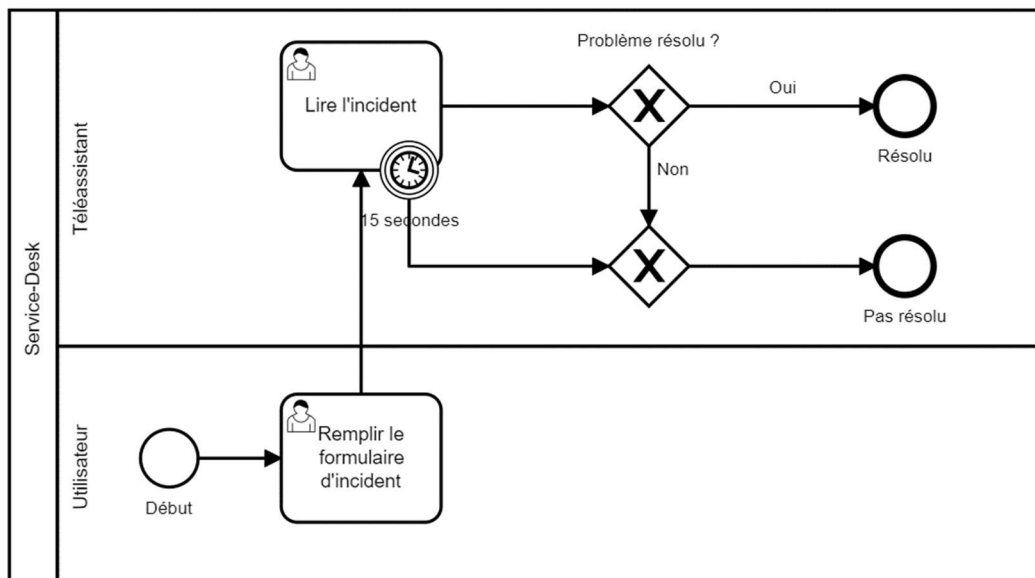 Service-Desk
Téléassistant
Lire l'incident
15 secondes
Problème résolu ?
X
Oui
Non
X
Résolu
Pas résolu
Utilisateur
Début
Remplir le
formulaire
d'incident